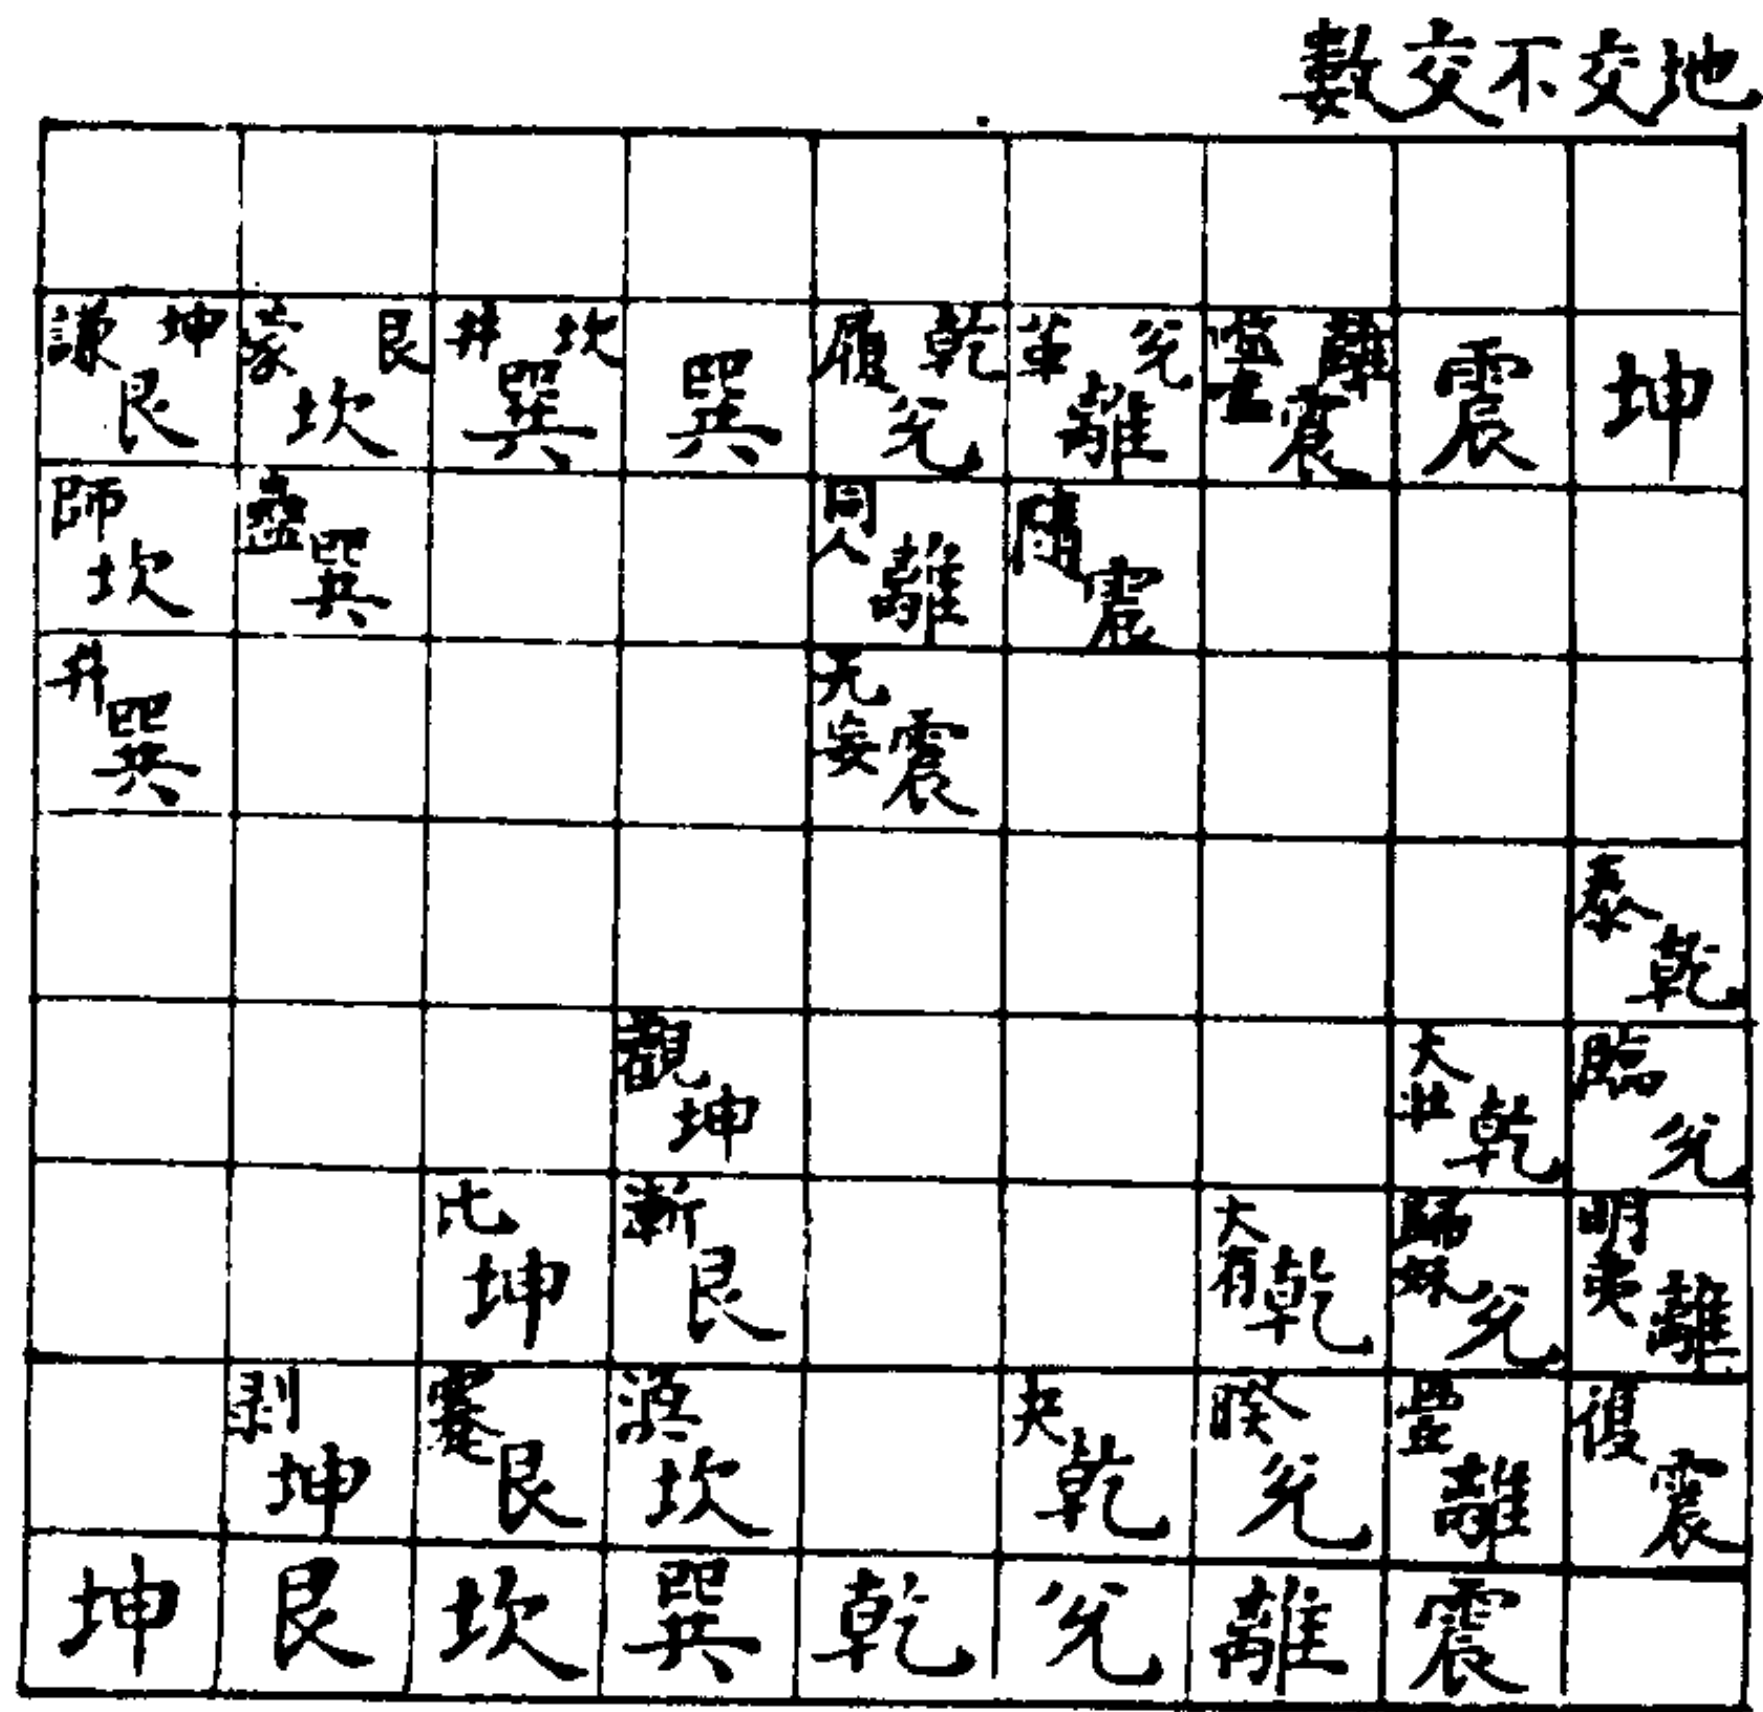 地交不交數
坤 震 離噬嗑震 兌革離 乾履兌 巽 坎井巽 艮蒙坎 坤謙艮
隨震 同人離 蠱巽 師坎
无妄震 升巽
泰乾
臨兌 大壯乾 觀坤
明夷離 歸妹兌 大有乾 漸艮 比坤
復震 豐離 睽兌 夬乾 渙坎 蹇艮 剝坤
震 離 兌 乾 巽 坎 艮 坤